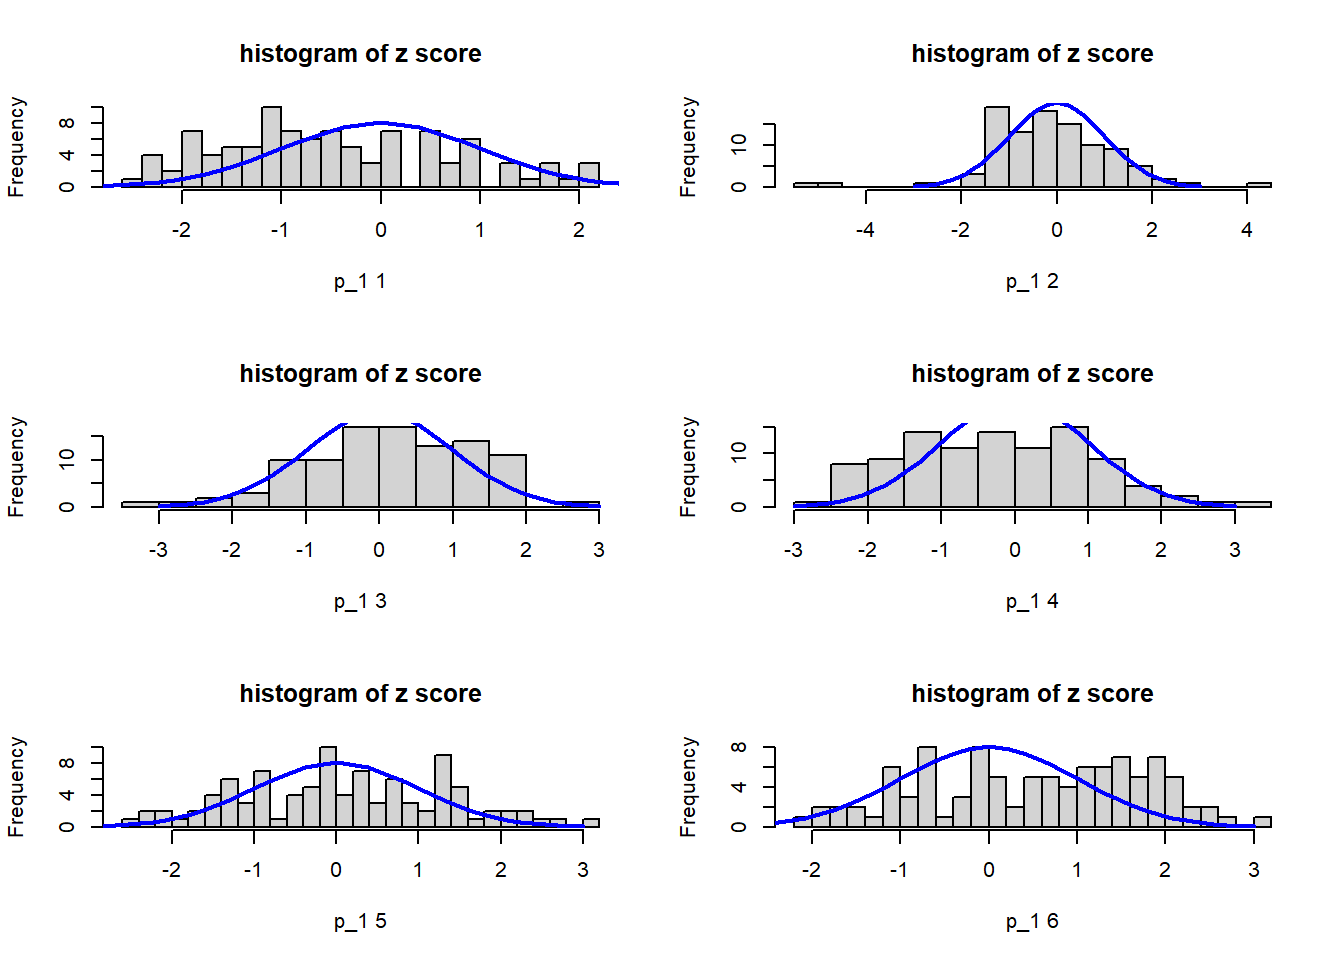 histogram of z score
Frequency
0 4 8
-2 -1 0 1 2
p_1 1
histogram of z score
Frequency
0 10
-4 -2 0 2 4
p_1 2
histogram of z score
Frequency
0 10
-3 -2 -1 0 1 2 3
p_1 3
histogram of z score
Frequency
0 10
-3 -2 -1 0 1 2 3
p_1 4
histogram of z score
Frequency
0 4 8
-2 -1 0 1 2 3
p_1 5
histogram of z score
Frequency
0 4 8
-2 -1 0 1 2 3
p_1 6